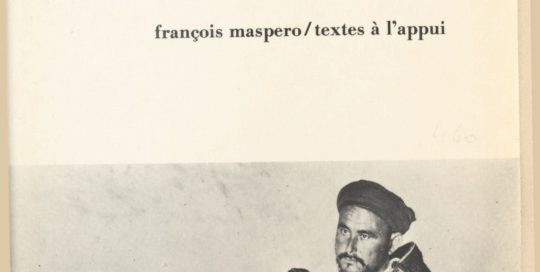 françois maspero/textes à l'appui